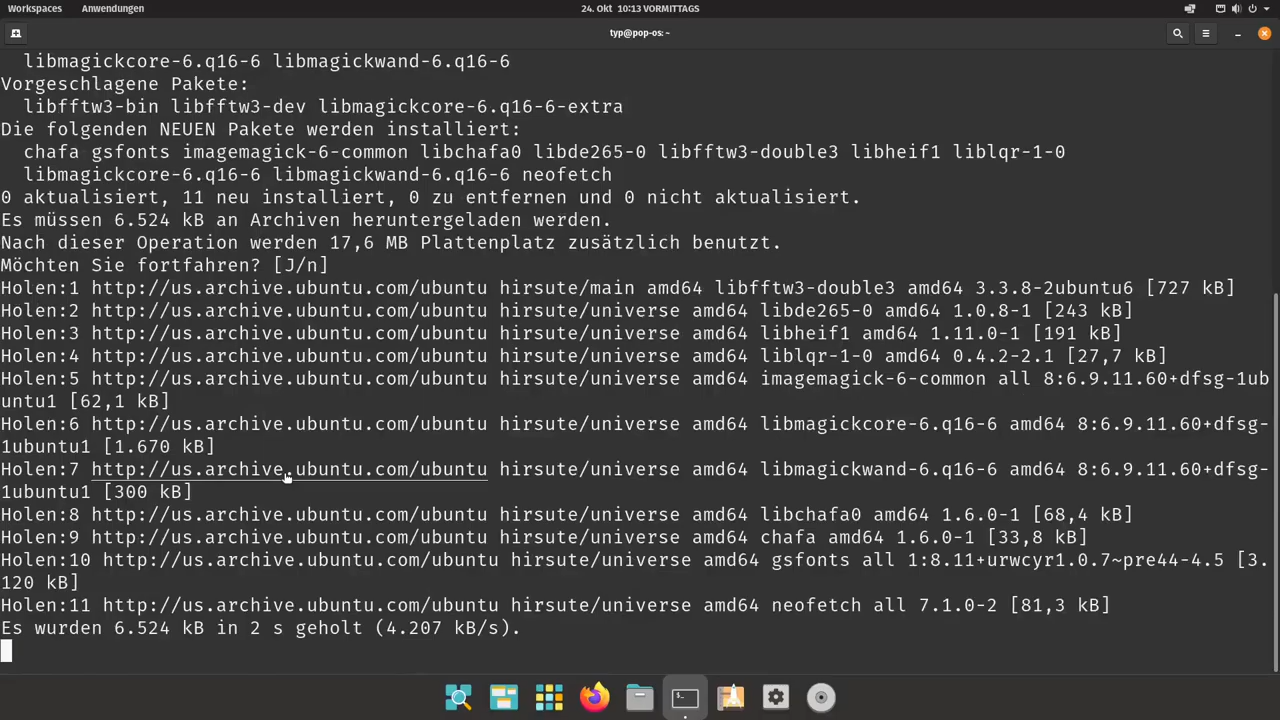 Workspaces Anwendungen 24. Okt 10:13 VORMITTAGS
typ@pop-os: ~
libmagickcore-6.q16-6 libmagickwand-6.q16-6
Vorgeschlagene Pakete:
libfftw3-bin libfftw3-dev libmagickcore-6.q16-6-extra
Die folgenden NEUEN Pakete werden installiert:
chafa gsfonts imagemagick-6-common libchafa0 libde265-0 libfftw3-double3 libheif1 liblqr-1-0
libmagickcore-6.q16-6 libmagickwand-6.q16-6 neofetch
0 aktualisiert, 11 neu installiert, 0 zu entfernen und 0 nicht aktualisiert.
Es müssen 6.524 kB an Archiven heruntergeladen werden.
Nach dieser Operation werden 17,6 MB Plattenplatz zusätzlich benutzt.
Möchten Sie fortfahren? [J/n]
Holen:1 http://us.archive.ubuntu.com/ubuntu hirsute/main amd64 libfftw3-double3 amd64 3.3.8-2ubuntu6 [727 kB]
Holen:2 http://us.archive.ubuntu.com/ubuntu hirsute/universe amd64 libde265-0 amd64 1.0.8-1 [243 kB]
Holen:3 http://us.archive.ubuntu.com/ubuntu hirsute/universe amd64 libheif1 amd64 1.11.0-1 [191 kB]
Holen:4 http://us.archive.ubuntu.com/ubuntu hirsute/universe amd64 liblqr-1-0 amd64 0.4.2-2.1 [27,7 kB]
Holen:5 http://us.archive.ubuntu.com/ubuntu hirsute/universe amd64 imagemagick-6-common all 8:6.9.11.60+dfsg-1ub
untu1 [62,1 kB]
Holen:6 http://us.archive.ubuntu.com/ubuntu hirsute/universe amd64 libmagickcore-6.q16-6 amd64 8:6.9.11.60+dfsg-
1ubuntu1 [1.670 kB]
Holen:7 http://us.archive.ubuntu.com/ubuntu hirsute/universe amd64 libmagickwand-6.q16-6 amd64 8:6.9.11.60+dfsg-
1ubuntu1 [300 kB]
Holen:8 http://us.archive.ubuntu.com/ubuntu hirsute/universe amd64 libchafa0 amd64 1.6.0-1 [68,4 kB]
Holen:9 http://us.archive.ubuntu.com/ubuntu hirsute/universe amd64 chafa amd64 1.6.0-1 [33,8 kB]
Holen:10 http://us.archive.ubuntu.com/ubuntu hirsute/universe amd64 gsfonts all 1:8.11+urwcyr1.0.7~pre44-4.5 [3.
120 kB]
Holen:11 http://us.archive.ubuntu.com/ubuntu hirsute/universe amd64 neofetch all 7.1.0-2 [81,3 kB]
Es wurden 6.524 kB in 2 s geholt (4.207 kB/s).